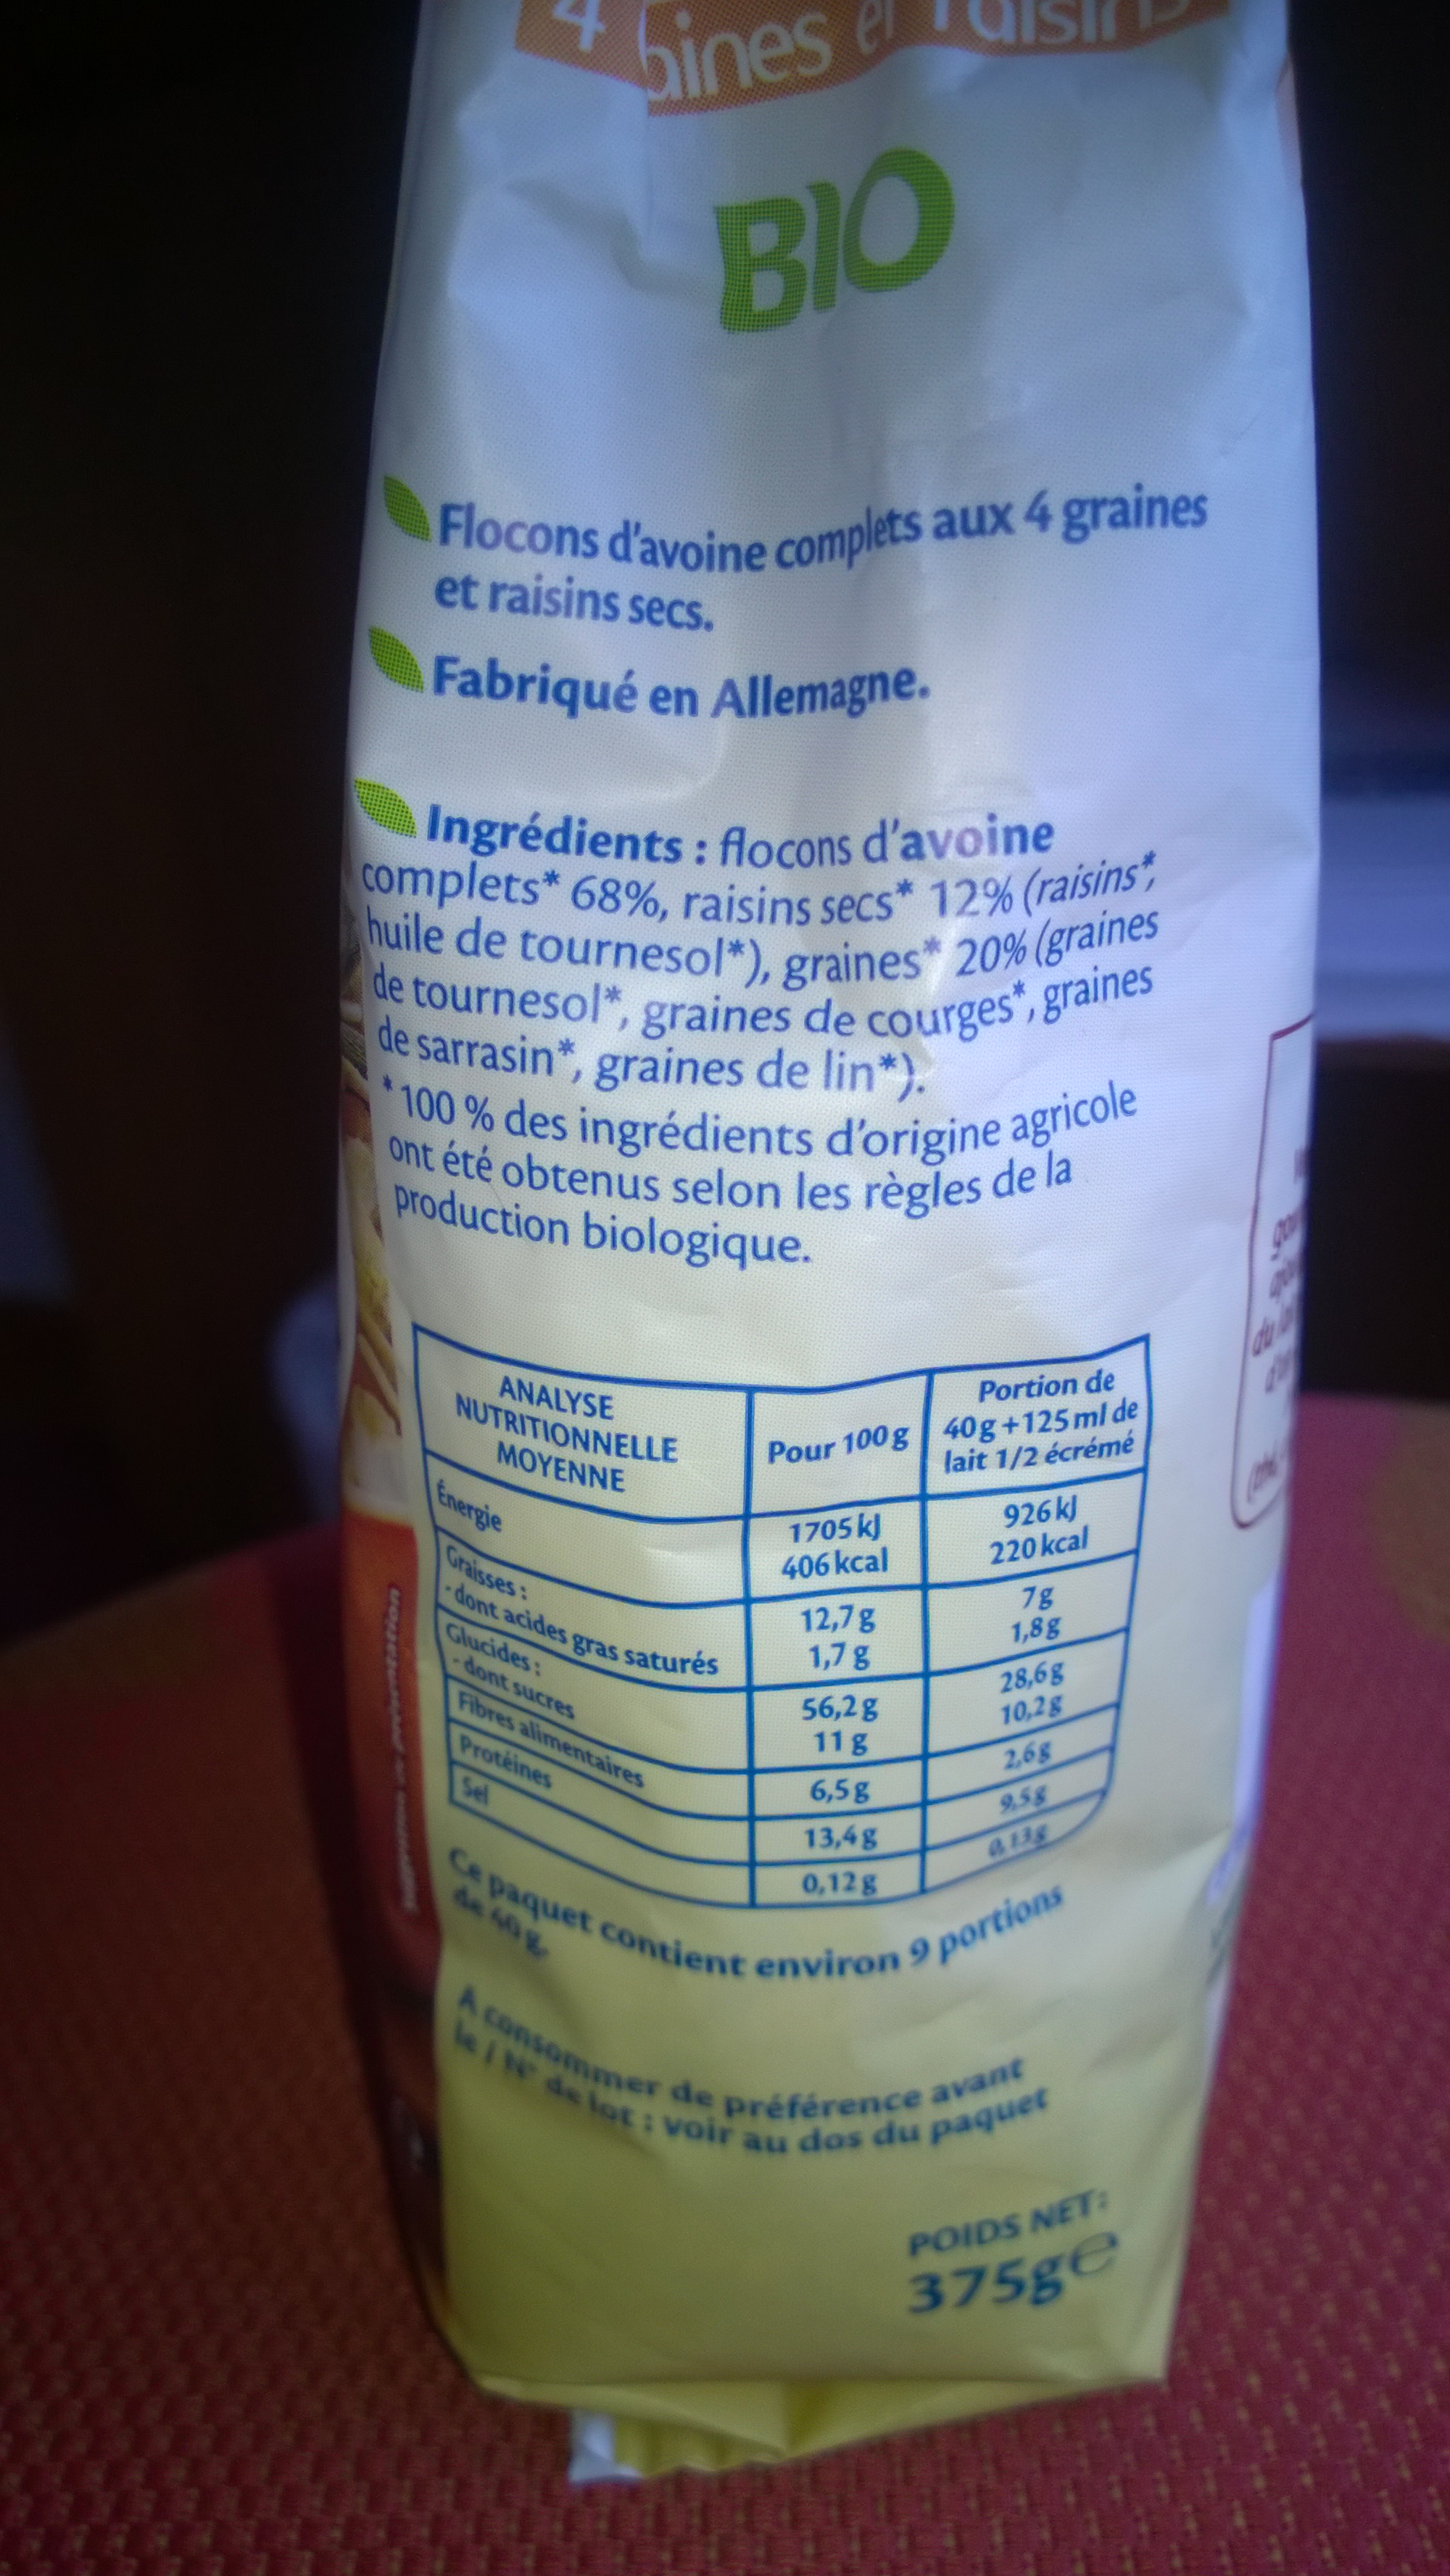 4 aines et raisins
BIO
Flocons d'avoine complets aux 4 graines
et raisins secs.
Fabriqué en Allemagne.
Ingrédients : flocons d'avoine
complets* 68%, raisins secs* 12% (raisins*,
huile de tournesol*), graines* 20% (graines
de tournesol*, graines de courges*, graines
de sarrasin*, graines de lin*).
* 100 % des ingrédients d'origine agricole
ont été obtenus selon les règles de la
production biologique.
ANALYSE
NUTRITIONNELLE
MOYENNE
Pour 100 g
Portion de
40 g + 125 ml de
lait 1/2 écrémé
Énergie
1705 kJ
406 kcal
926 kJ
220 kcal
Graisses :
- dont acides gras saturés
12,7 g
1,7 g
7 g
1,8 g
Glucides :
- dont sucres
56,2 g
11 g
28,6 g
10,2 g
Fibres alimentaires
6,5 g
2,6 g
Protéines
13,4 g
9,5 g
Sel
0,12 g
0,13 g
Ce paquet contient environ 9 portions
de 40 g.
A consommer de préférence avant
le / N° de lot : voir au dos du paquet
POIDS NET :
375g e
Suggestion de présentation